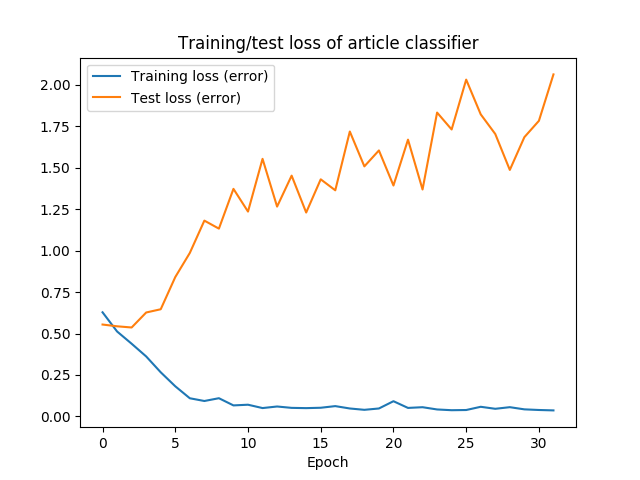 Training/test loss of article classifier
Training loss (error)
Test loss (error)
2.00
1.75
1.50
1.25
1.00
0.75
0.50
0.25
0.00
0 5 10 15 20 25 30
Epoch